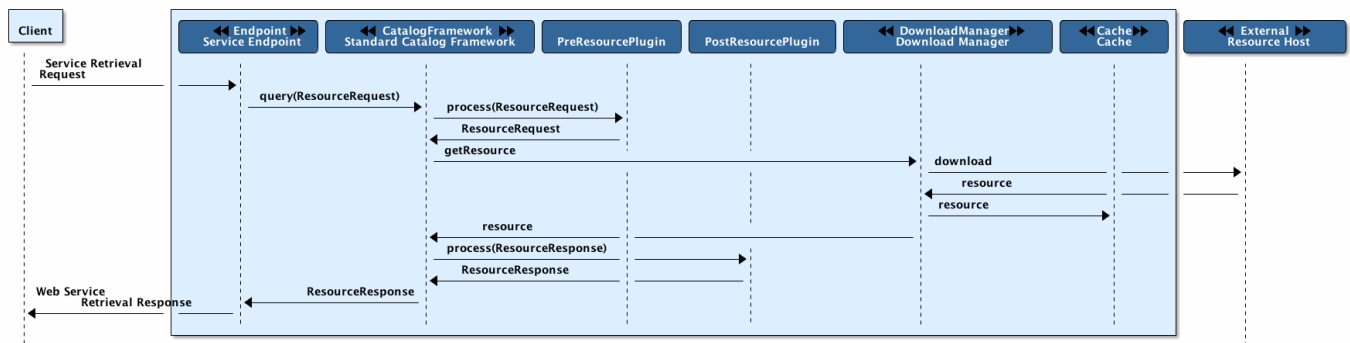 Client
Endpoint
Service Endpoint
CatalogFramework
Standard Catalog Framework
PreResourcePlugin
PostResourcePlugin
DownloadManager
Download Manager
Cache
Cache
External
Resource Host
Service Retrieval
Request
query(ResourceRequest)
process(ResourceRequest)
ResourceRequest
getResource
download
resource
resource
resource
process(ResourceResponse)
ResourceResponse
ResourceResponse
Web Service
Retrieval Response